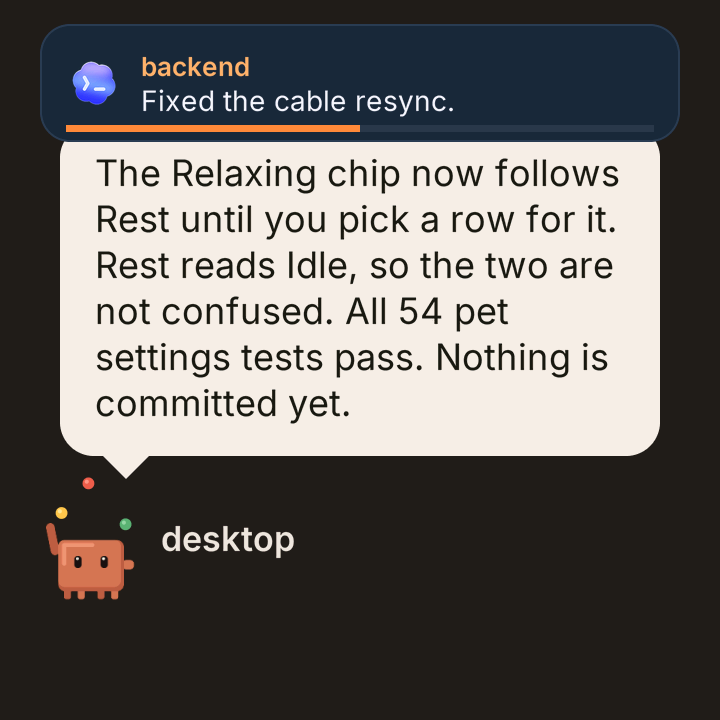 backend
Fixed the cable resync.
The Relaxing chip now follows
Rest until you pick a row for it.
Rest reads Idle, so the two are
not confused. All 54 pet
settings tests pass. Nothing is
committed yet.
desktop